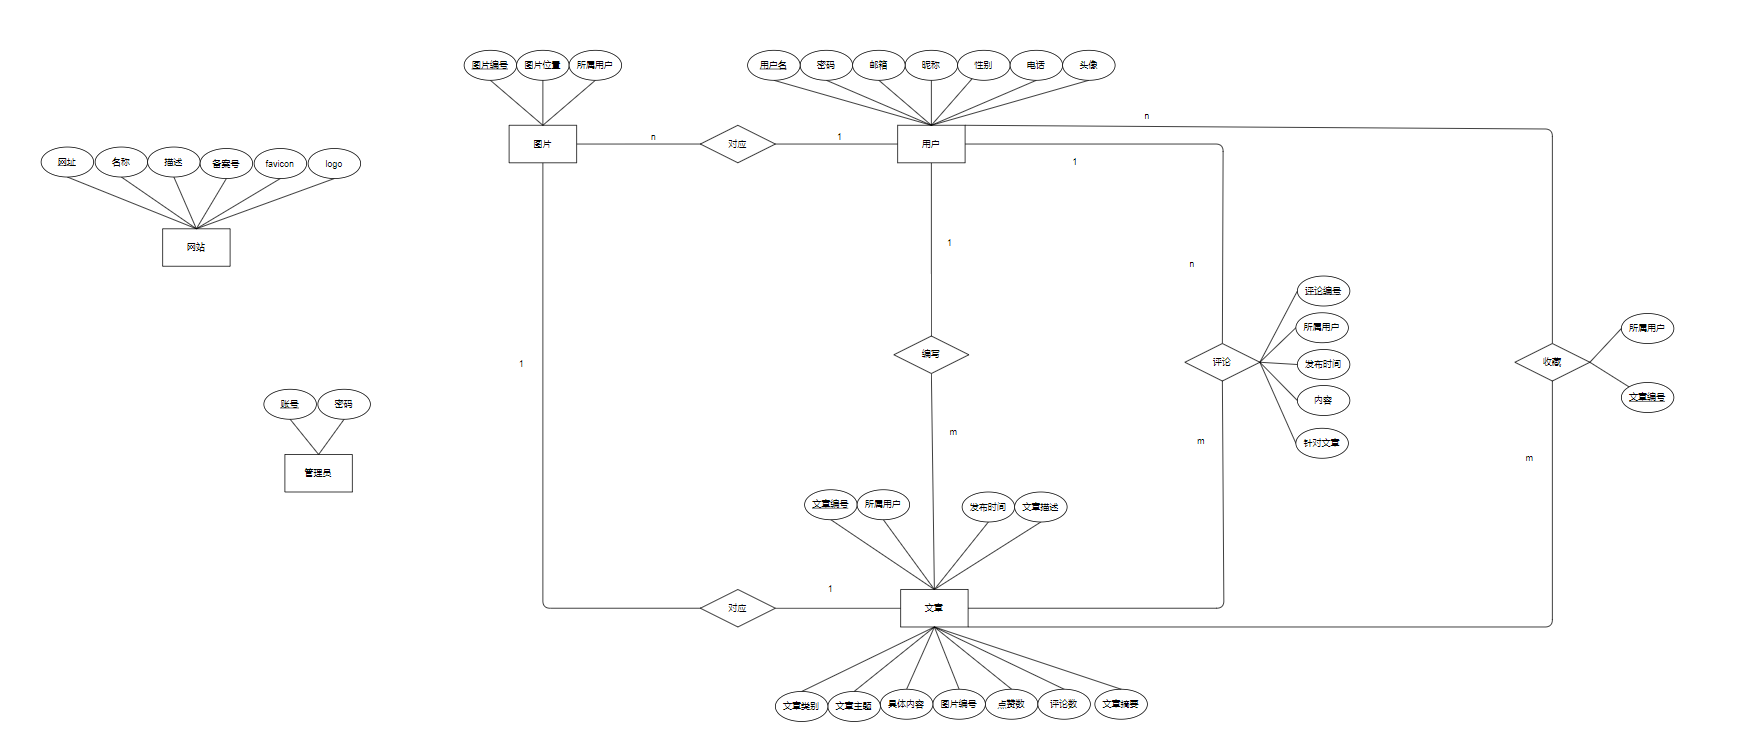 图片编号 图片位置 所属用户
用户名 密码 邮箱 昵称 性别 电话 头像
n
图片 n 对应 1 用户
1
网址 名称 描述 备案号 favicon logo
网站
1
n
评论编号
所属用户
发布时间
内容
针对文章
所属用户
文章编号
编写
评论
收藏
1
账号 密码
管理员
m
m
m
文章编号 所属用户 发布时间 文章描述
对应 1 文章
文章类别 文章主题 具体内容 图片编号 点赞数 评论数 文章摘要